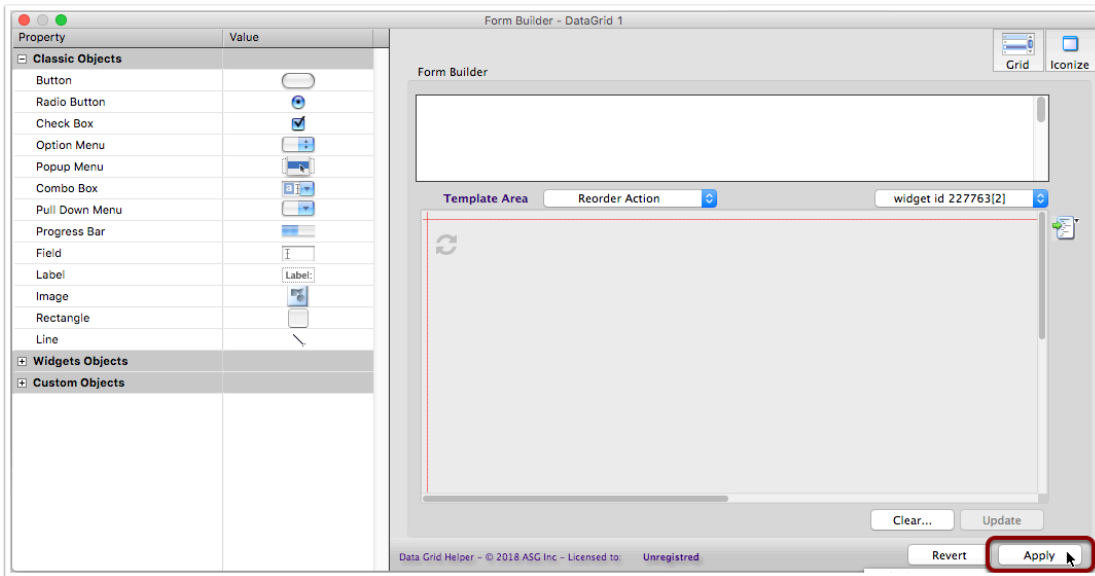 Form Builder - DataGrid 1
Property Value
Classic Objects
Button
Radio Button
Check Box
Option Menu
Popup Menu
Combo Box
Pull Down Menu
Progress Bar
Field
Label Label:
Image
Rectangle
Line
Widgets Objects
Custom Objects
Grid Iconize
Form Builder
Template Area Reorder Action widget id 227763[2]
Clear... Update
Data Grid Helper - © 2018 ASG Inc - Licensed to: Unregistred
Revert Apply